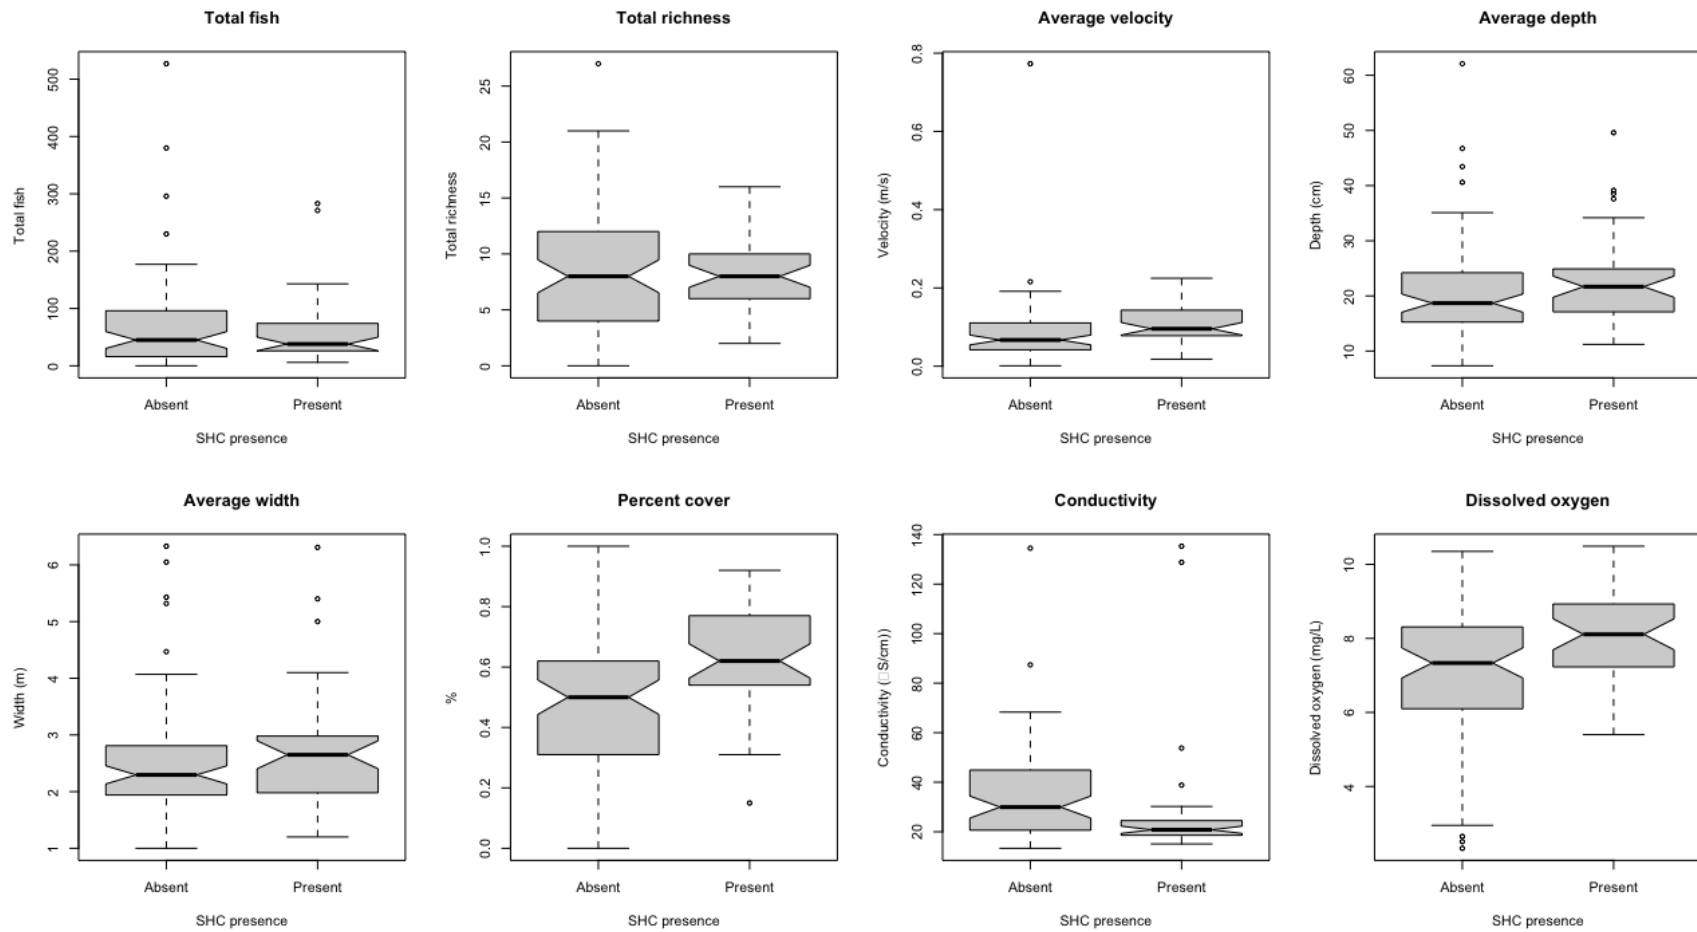 Total fish
Total fish
0
100
200
300
400
500
Absent
Present
SHC presence
Total richness
Total richness
0
5
10
15
20
25
Absent
Present
SHC presence
Average velocity
Velocity (m/s)
0.0
0.2
0.4
0.6
0.8
Absent
Present
SHC presence
Average depth
Depth (cm)
10
20
30
40
50
60
Absent
Present
SHC presence
Average width
Width (m)
1
2
3
4
5
6
Absent
Present
SHC presence
Percent cover
%
0.0
0.2
0.4
0.6
0.8
1.0
Absent
Present
SHC presence
Conductivity
Conductivity (□S/cm))
20
40
60
80
100
120
140
Absent
Present
SHC presence
Dissolved oxygen
Dissolved oxygen (mg/L)
4
6
8
10
Absent
Present
SHC presence